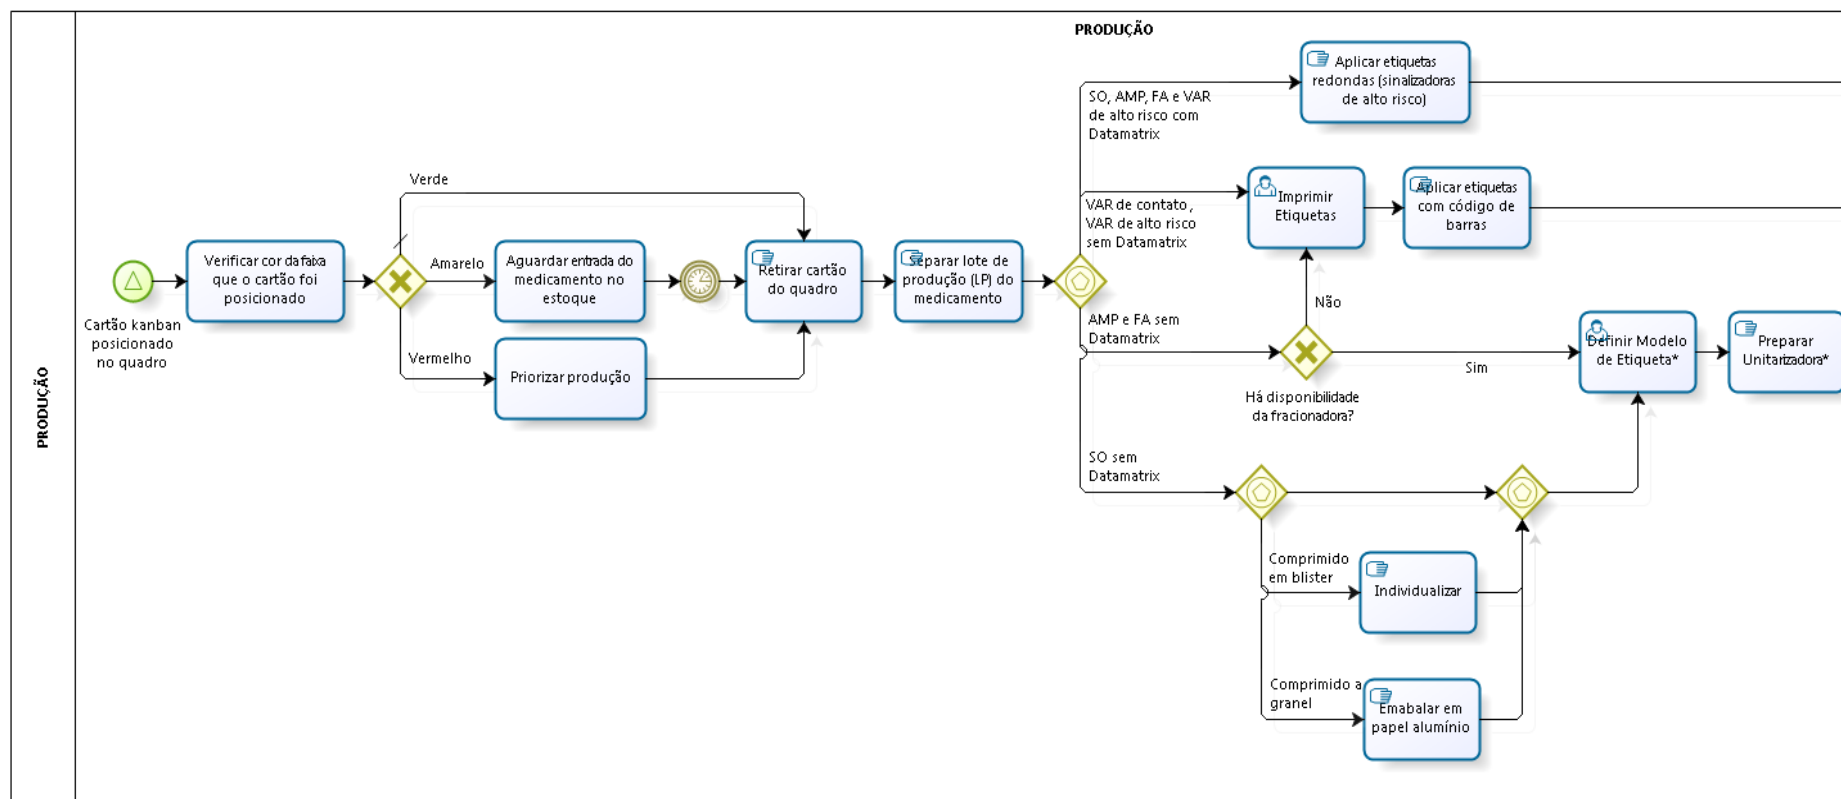 PRODUÇÃO
PRODUÇÃO
Cartão kanban
posicionado
no quadro
Verificar cor da faixa
que o cartão foi
posicionado
Verde
Amarelo
Vermelho
Aguardar entrada do
medicamento no
estoque
Priorizar produção
Retirar cartão
do quadro
Separar lote de
produção (LP) do
medicamento
SO, AMP, FA e VAR
de alto risco com
Datamatrix
Aplicar etiquetas
redondas (sinalizadoras
de alto risco)
VAR de contato,
VAR de alto risco
sem Datamatrix
Imprimir
Etiquetas
Aplicar etiquetas
com código de
barras
AMP e FA sem
Datamatrix
Não
Há disponibilidade
da fracionadora?
Sim
Definir Modelo
de Etiqueta*
Preparar
Unitarizadora*
SO sem
Datamatrix
Comprimido
em blister
Individualizar
Comprimido a
granel
Emabalar em
papel alumínio